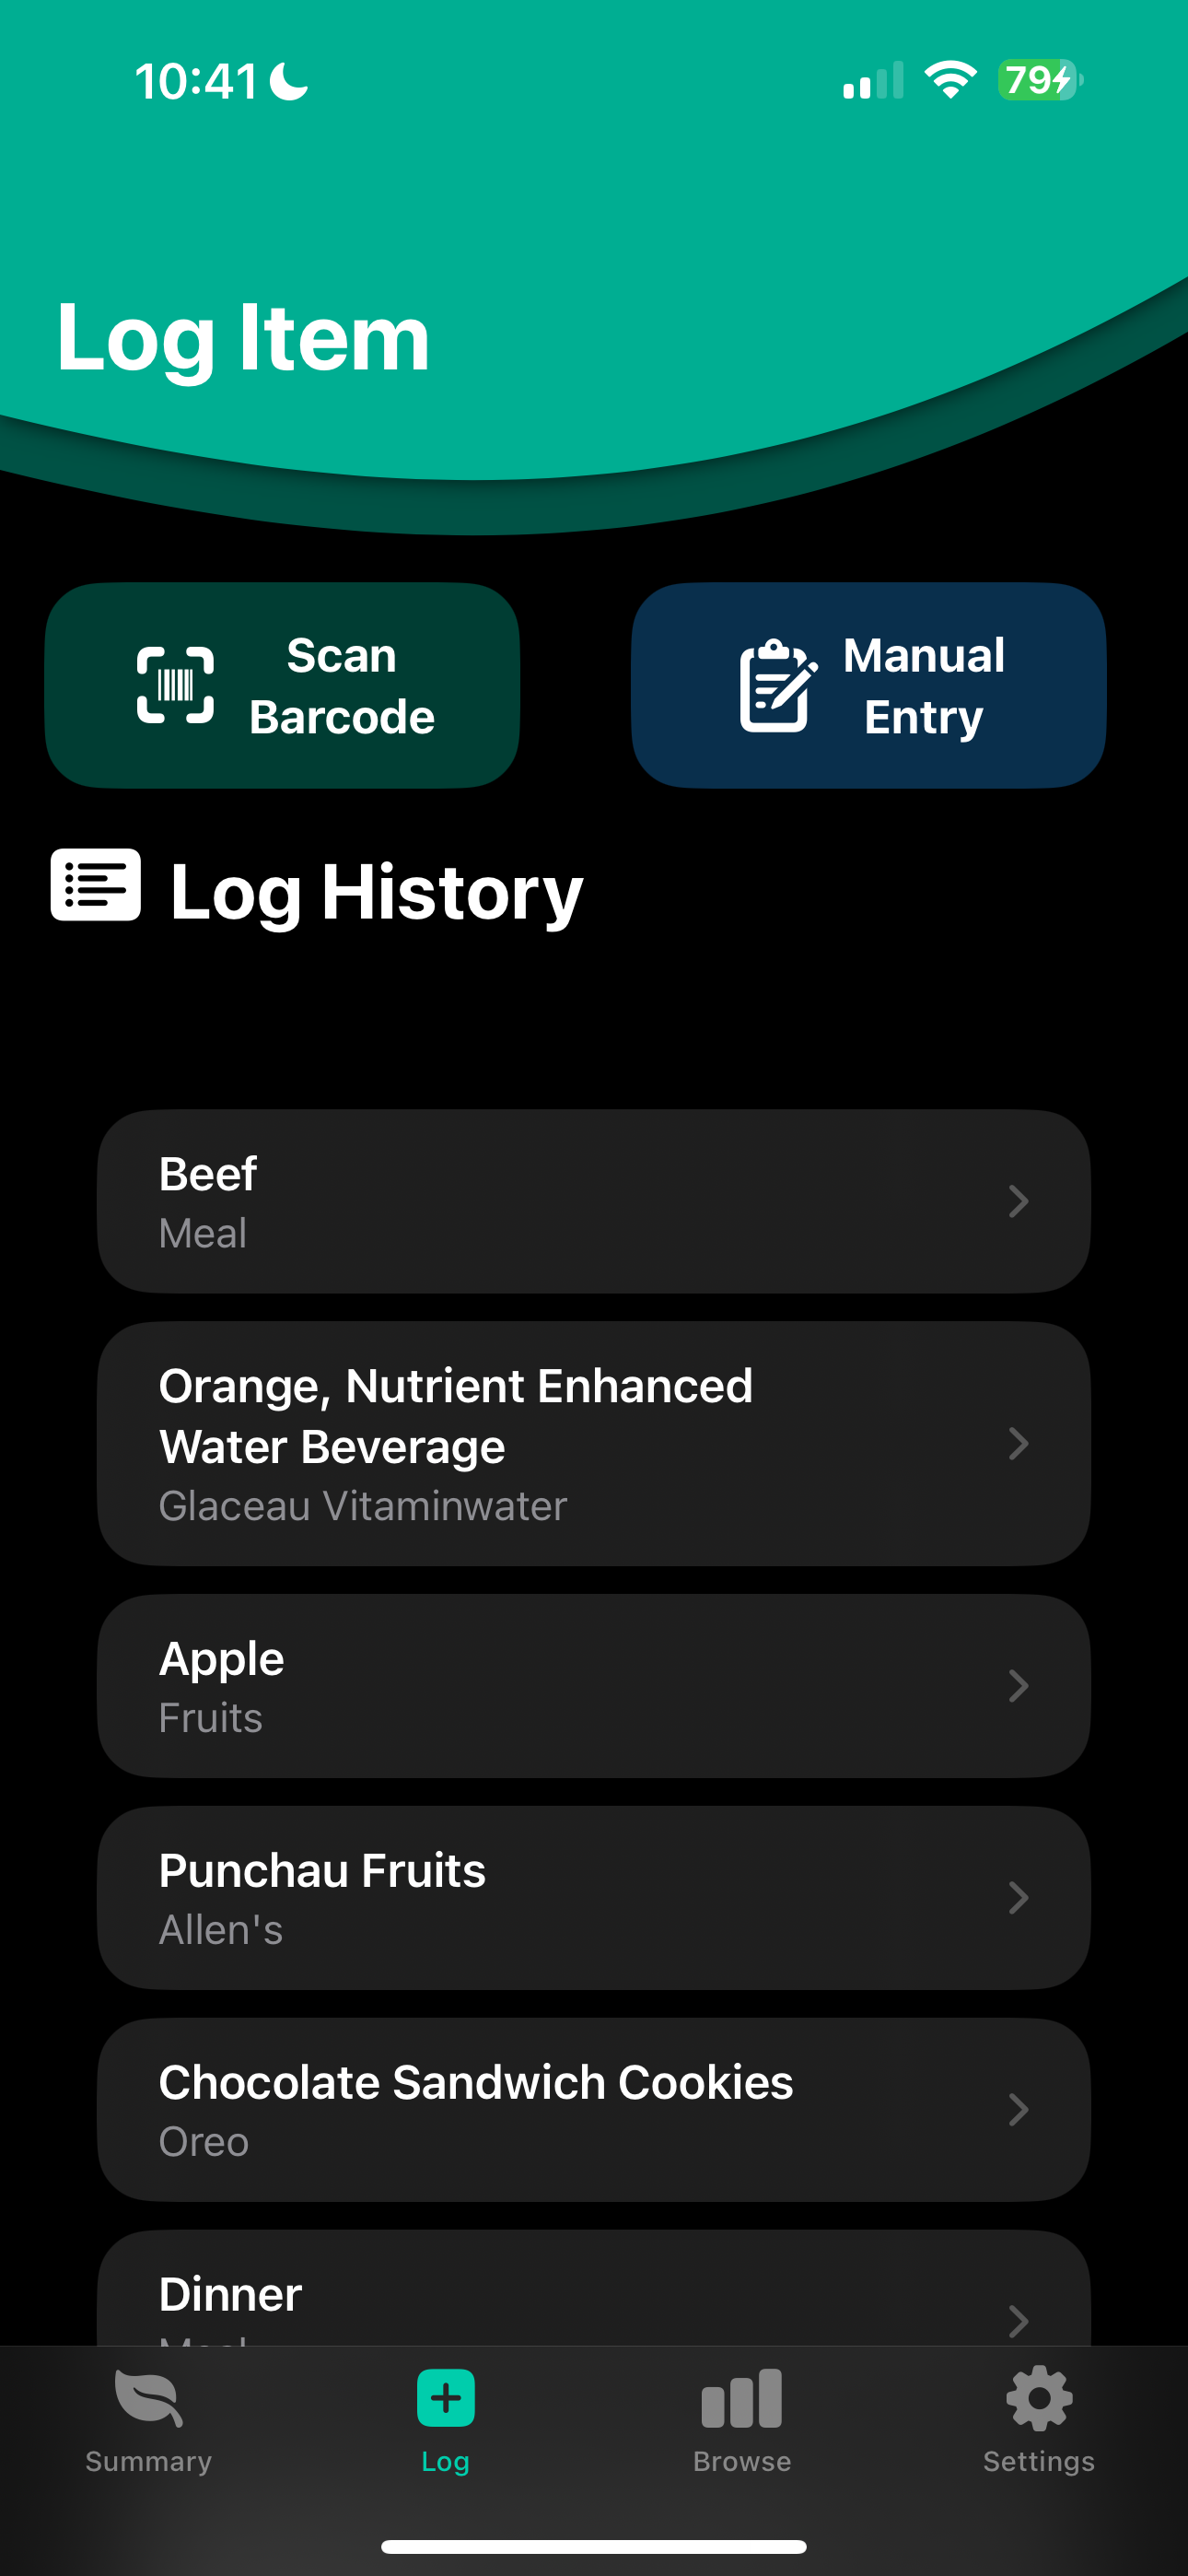 10:41
79
Log Item
Scan
Barcode
Manual
Entry
Log History
Beef
Meal
Orange, Nutrient Enhanced
Water Beverage
Glaceau Vitaminwater
Apple
Fruits
Punchau Fruits
Allen's
Chocolate Sandwich Cookies
Oreo
Dinner
Summary
Log
Browse
Settings